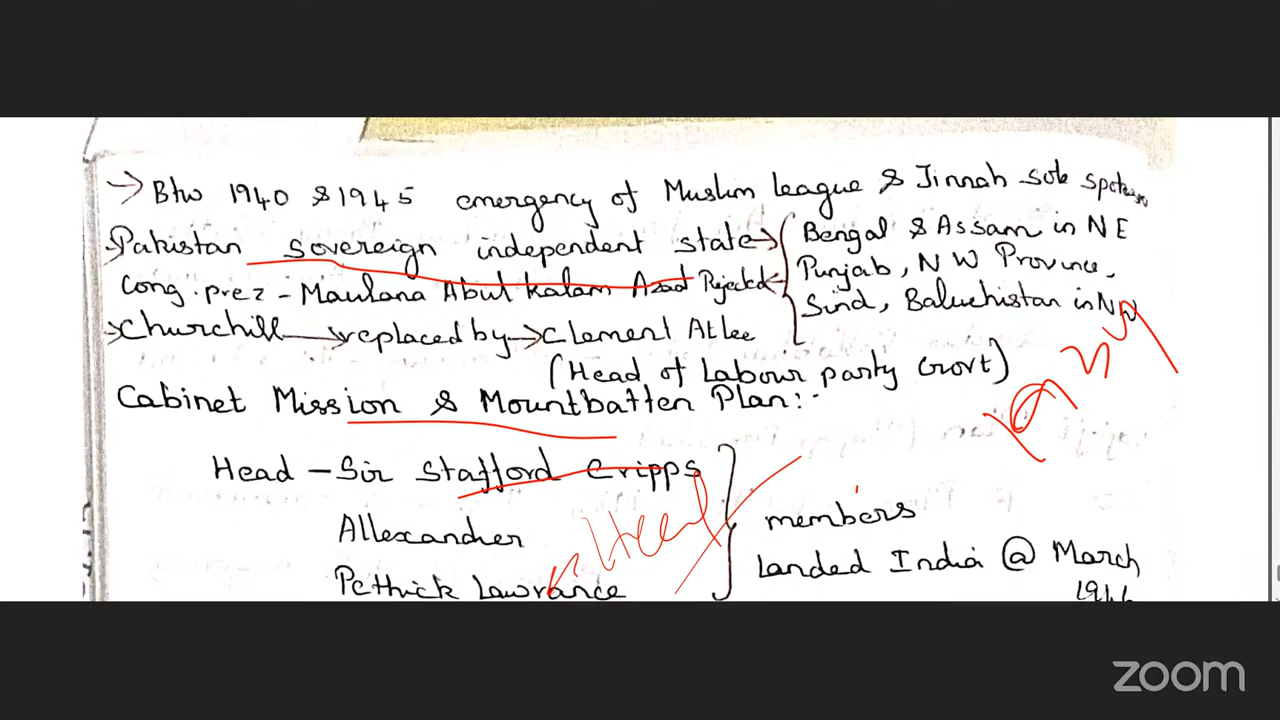 → Btw 1940 & 1945 emergency of Muslim league & Jinnah sole
Pakistan sovereign independent state → Bengal & Assam in NE
Punjab, NW Province,
Sind, Baluchistan in NW
Cong. prez - Maulana Abul Kalam Azad Rejected
→ Churchill → replaced by → Clement Atlee
(Head of Labour party Govt)
Cabinet Mission & Mountbatten Plan:-
Head - Sir Stafford Cripps
Allexander
Pethick Lawrance
Head
members
landed India @ March
1946
zoom